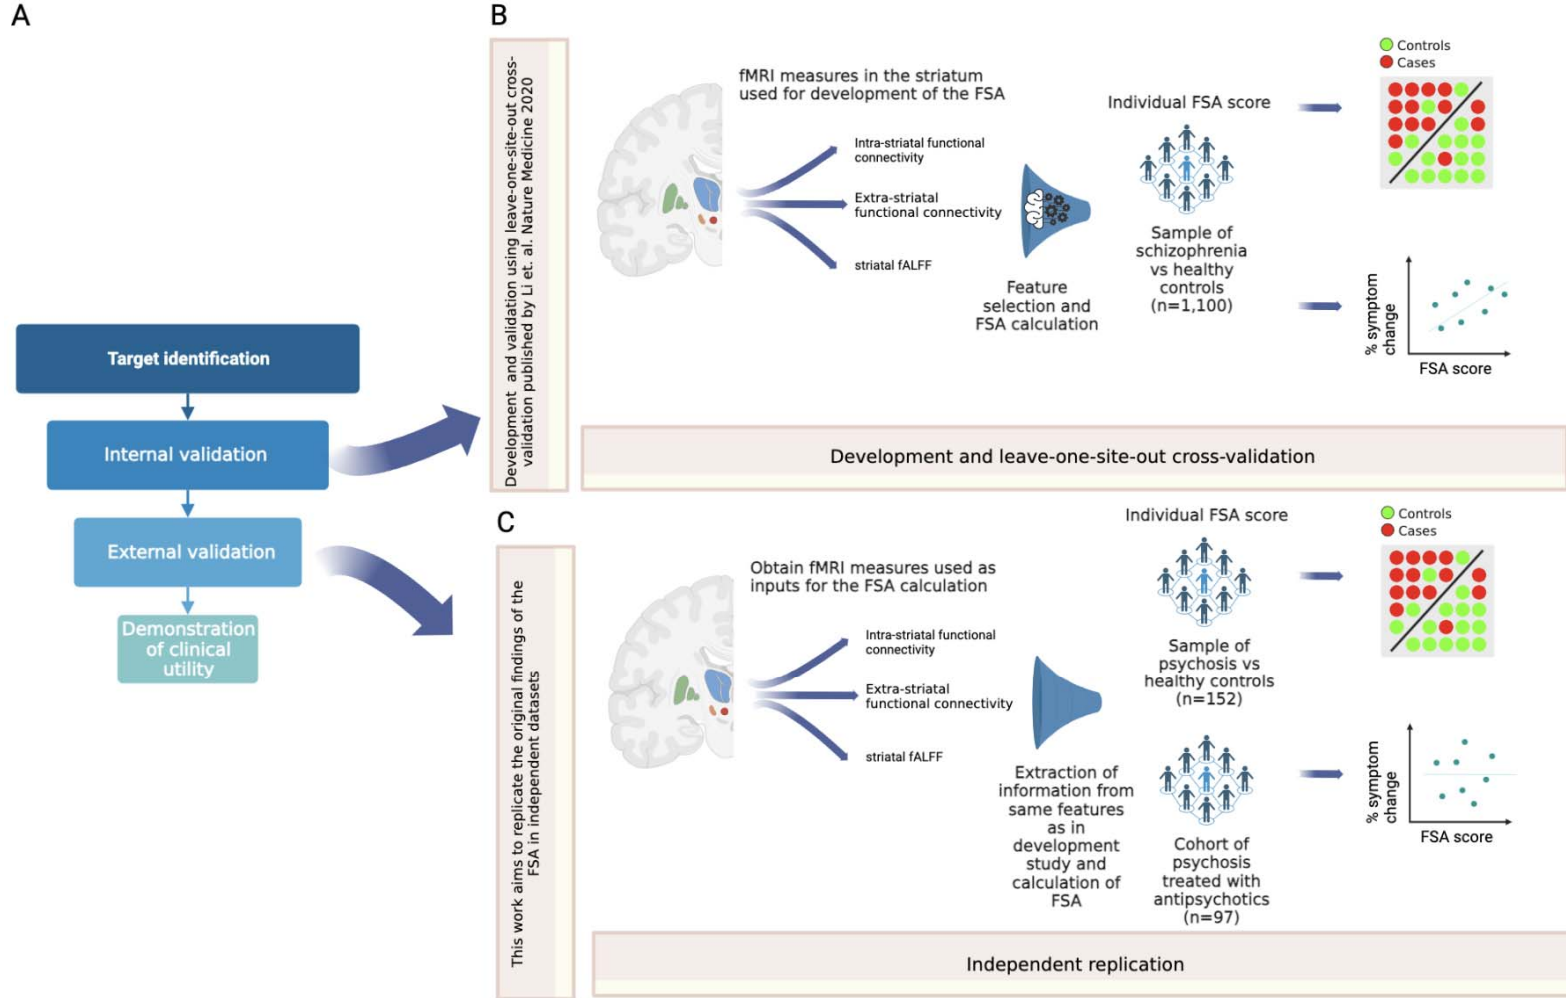 A
Target identification
Internal validation
External validation
Demonstration
of clinical
utility
B
Development and validation using leave-one-site-out cross-
validation published by Li et. al. Nature Medicine 2020
fMRI measures in the striatum
used for development of the FSA
Intra-striatal functional
connectivity
Extra-striatal
functional connectivity
striatal fALFF
Feature
selection and
FSA calculation
Individual FSA score
Sample of
schizophrenia
vs healthy
controls
(n=1,100)
Controls
Cases
% symptom
change
FSA score
Development and leave-one-site-out cross-validation
C
This work aims to replicate the original findings of the
FSA in independent datasets
Obtain fMRI measures used as
inputs for the FSA calculation
Intra-striatal functional
connectivity
Extra-striatal
functional connectivity
striatal fALFF
Extraction of
information from
same features
as in
development
study and
calculation of
FSA
Individual FSA score
Sample of
psychosis vs
healthy controls
(n=152)
Cohort of
psychosis
treated with
antipsychotics
(n=97)
Controls
Cases
% symptom
change
FSA score
Independent replication